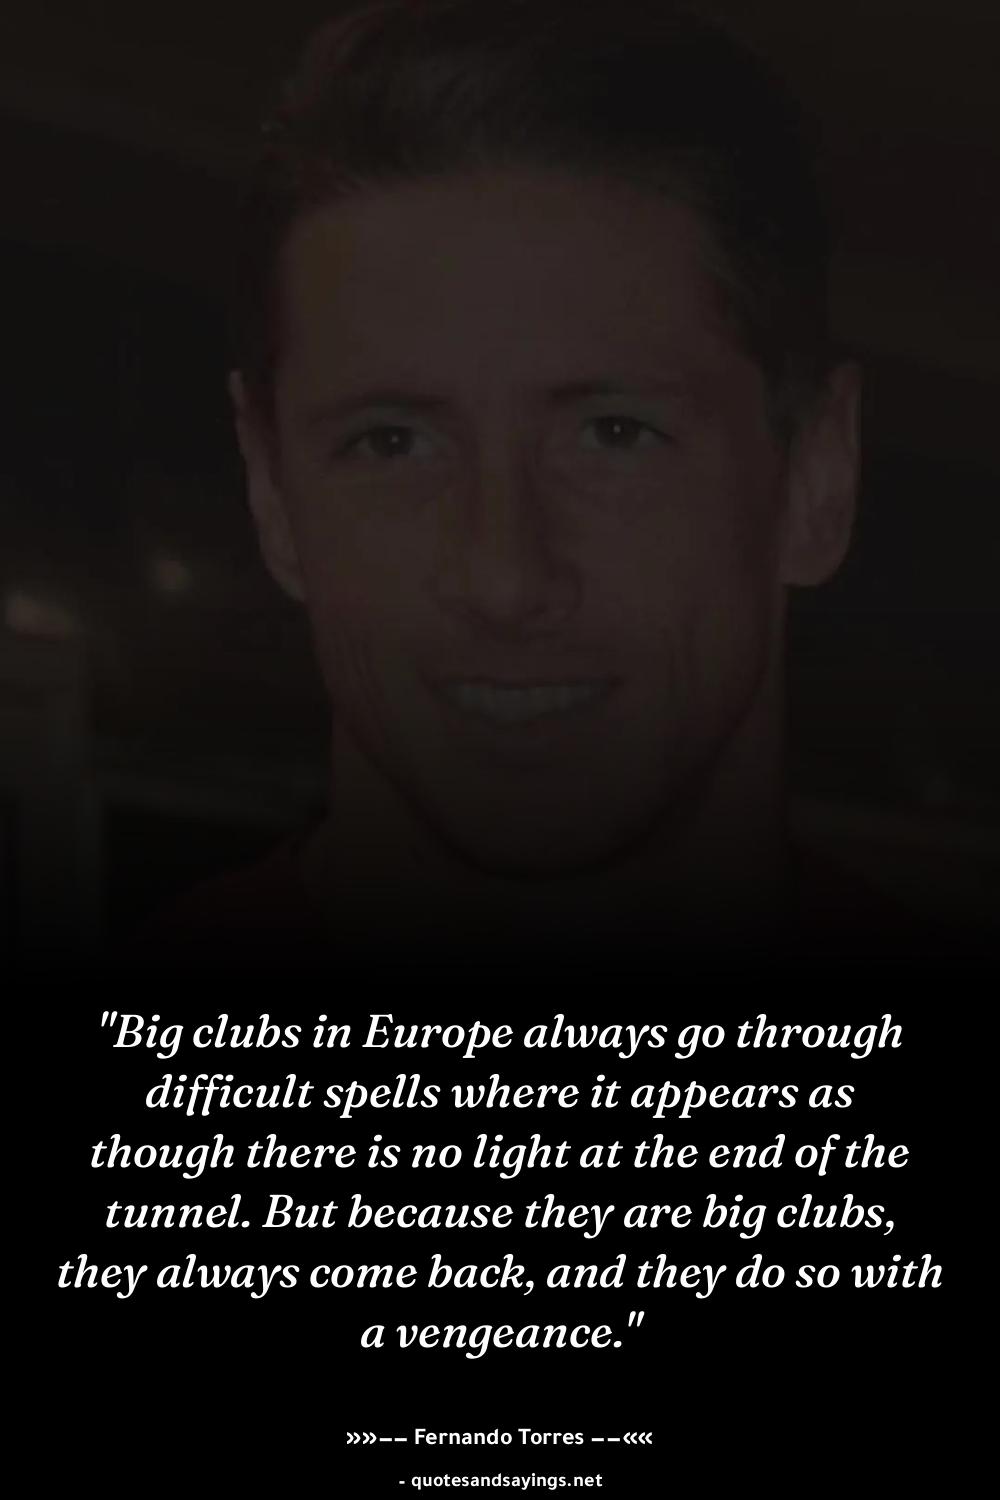 "Big clubs in Europe always go through
difficult spells where it appears as
though there is no light at the end of the
tunnel. But because they are big clubs,
they always come back, and they do so with
a vengeance."
»»–– Fernando Torres ––««
- quotesandsayings.net